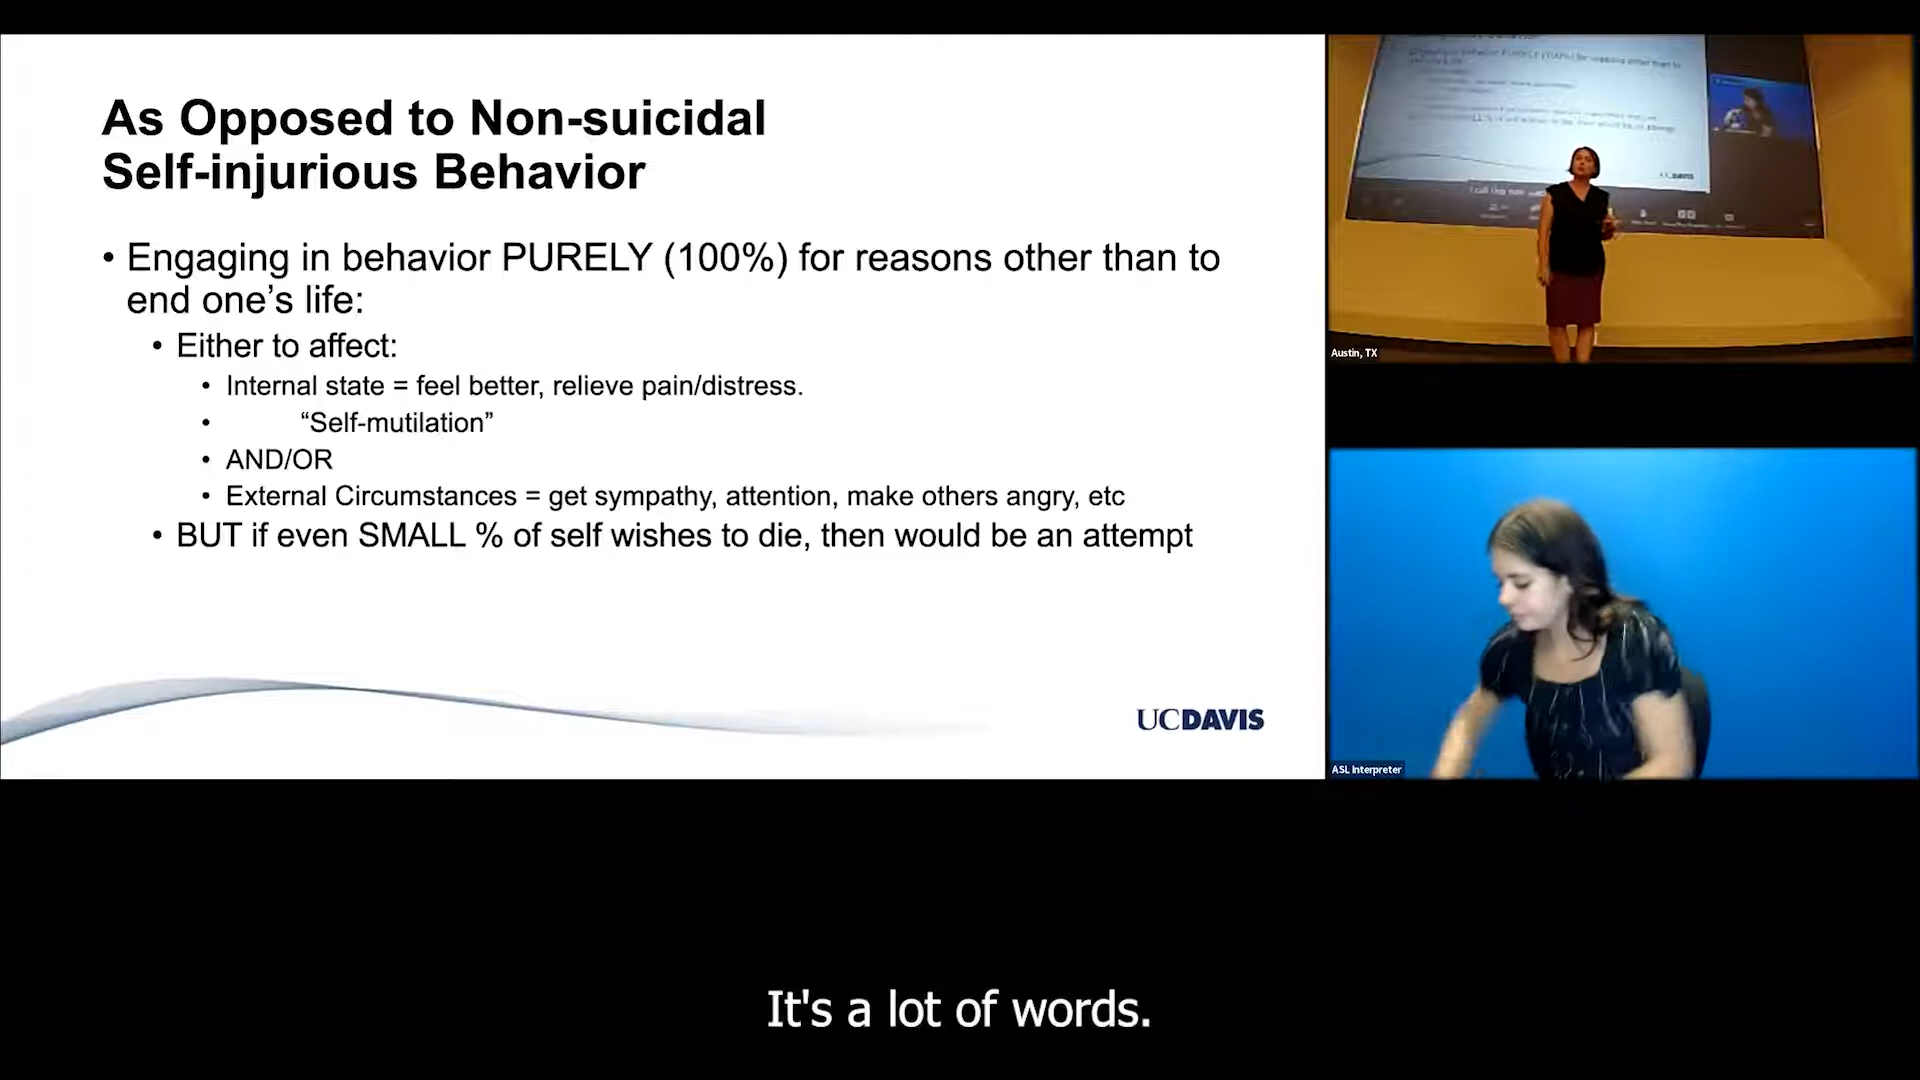 As Opposed to Non-suicidal
Self-injurious Behavior
• Engaging in behavior PURELY (100%) for reasons other than to
end one’s life:
• Either to affect:
• Internal state = feel better, relieve pain/distress.
• “Self-mutilation”
• AND/OR
• External Circumstances = get sympathy, attention, make others angry, etc
• BUT if even SMALL % of self wishes to die, then would be an attempt
UCDAVIS
Austin, TX
ASL Interpreter
It's a lot of words.